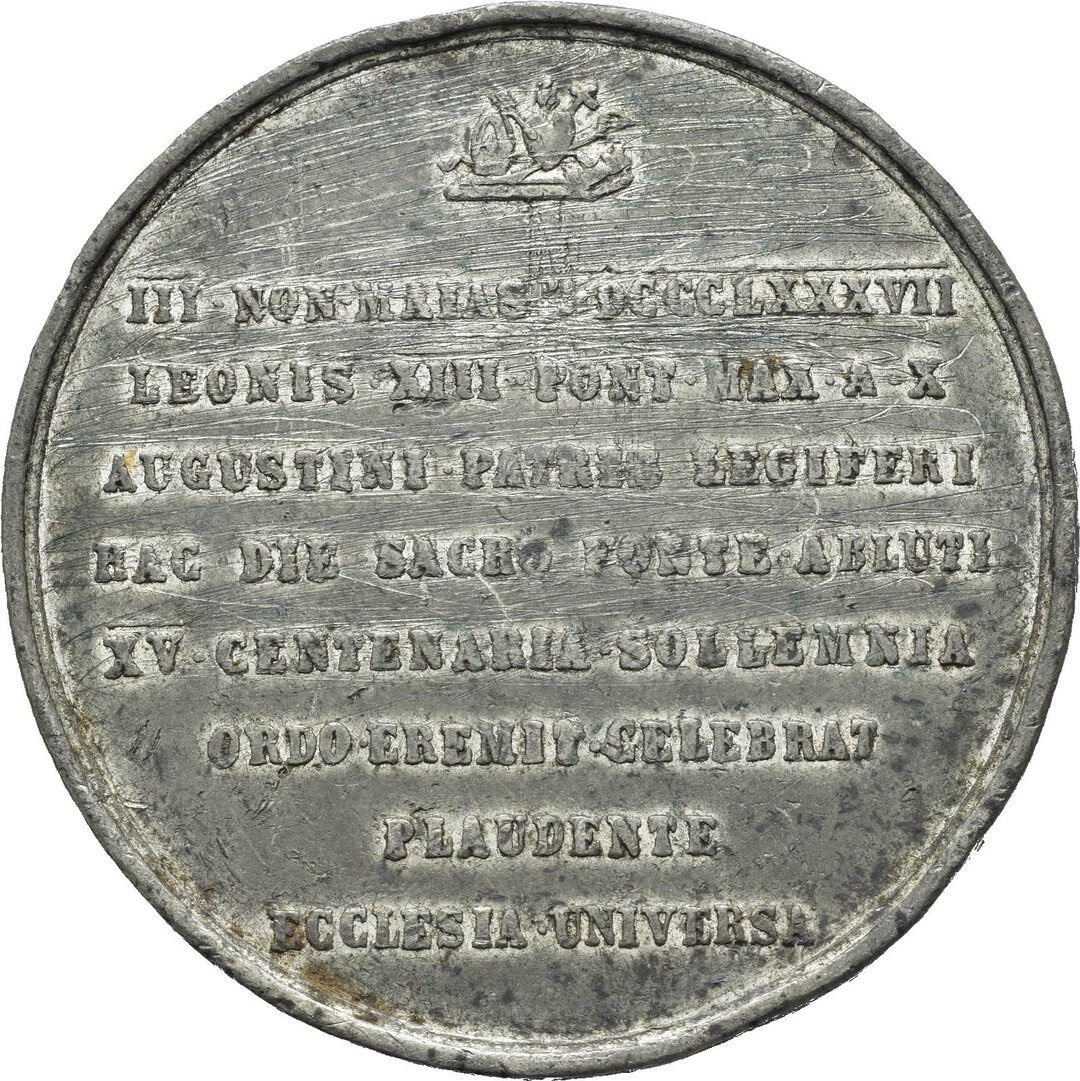 III·NON·MAIAS MDCCCLXXXVII
LEONIS·XIII·PONT·MAX·A·X
AUGUSTINI·PATRIS LEGIFERI
HAC DIE SACRO FONTE·ABLUTI
XV·CENTENARIA·SOLLEMNIA
ORDO·EREMIT·CELEBRAT
PLAUDENTE
ECCLESIA·UNIVERSA